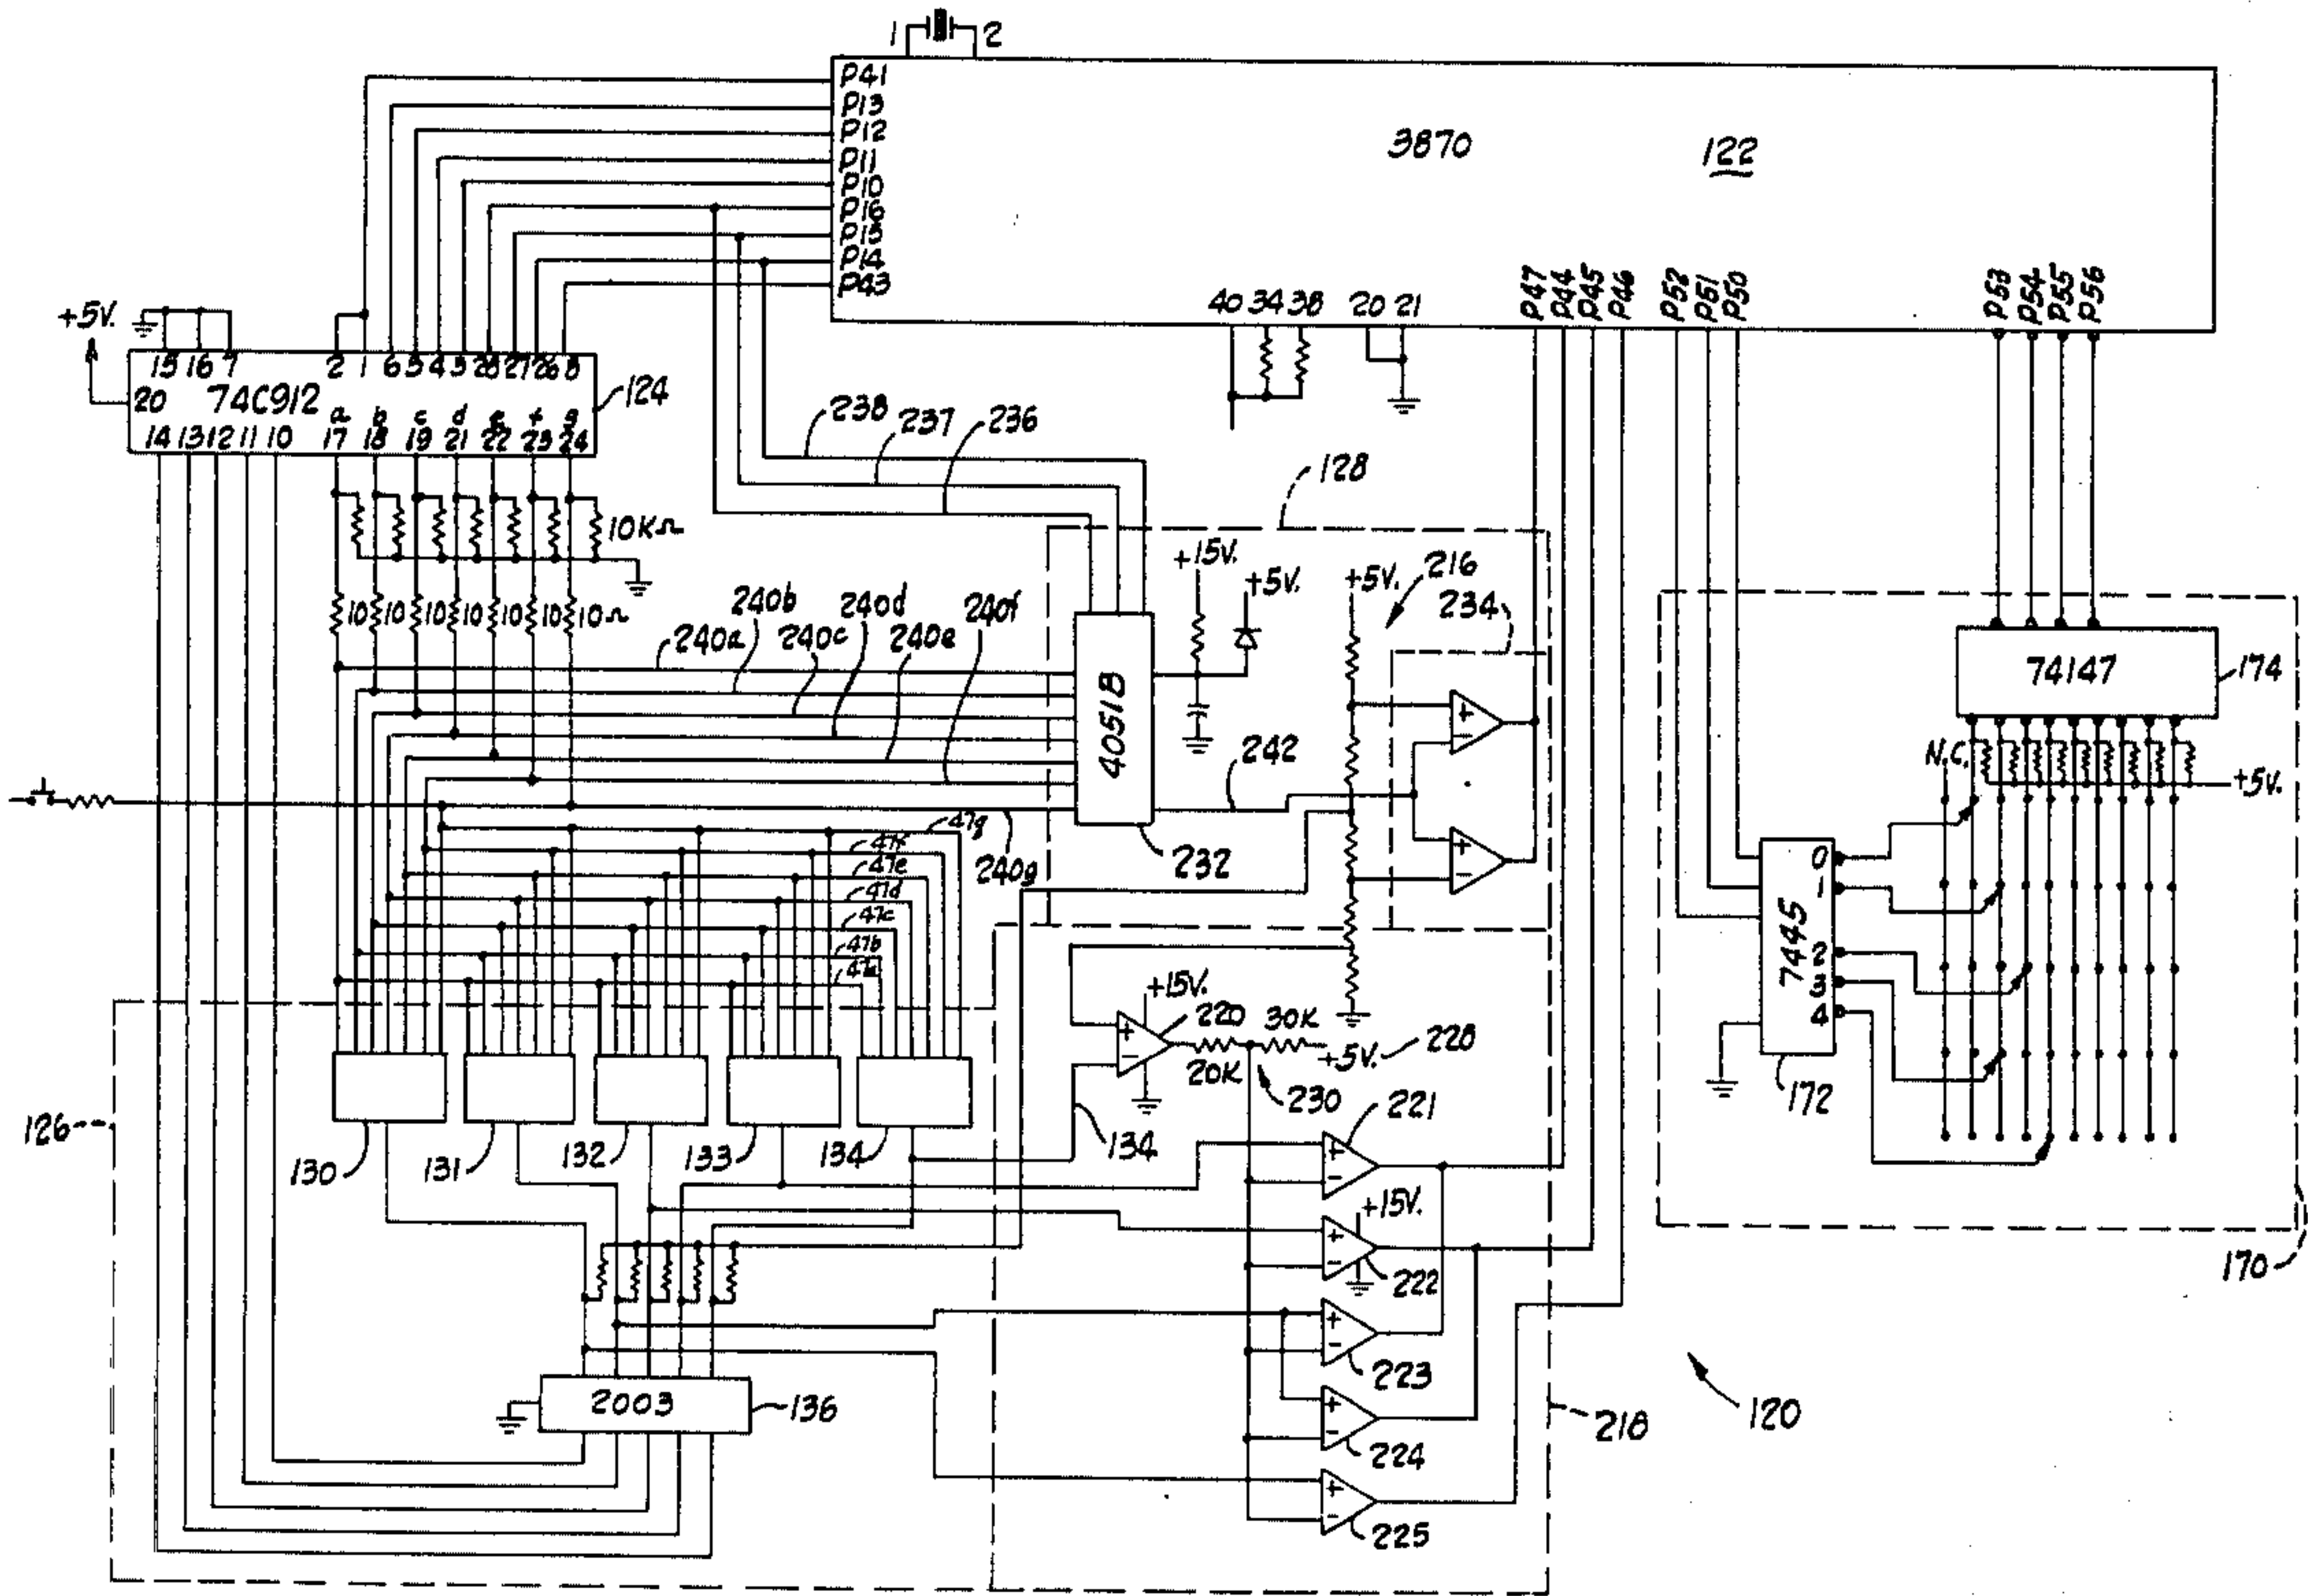 1 2
P41
P13
P12
P11
P10
P16
P15
P14
P43
3870 122
40 34 38 20 21
P47 P44 P45 P46 P52 P51 P50 P53 P54 P55 P56
+5V.
15 16 7 2 1 6 5 4 3 28 27 26 8
20 74C912 124
a b c d e f g
14 13 12 11 10 17 18 19 21 22 23 24
10KΩ
10 10 10 10 10 10 10Ω
238
237
236
128
+15V.
+5V.
+5V.
216
234
240a
240b
240c
240d
240e
240f
240g
4051B
232
242
+ -
+ -
47g
47f
47e
47d
47c
47b
47a
74147 174
N.C.
+5V.
7445
0
1
2
3
4
172
170
126
130 131 132 133 134
+15V.
+ -
220 30K
20K +5V. 228
230
134
+ -
221
+15V.
+ -
222
+ -
223
+ -
224
+ -
225
2003 136
218
120